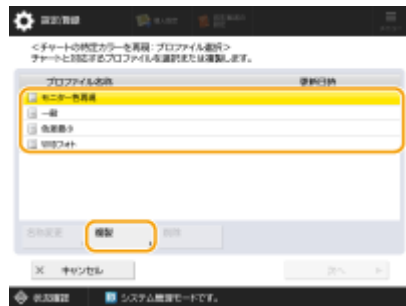 設定/登録
<チャートの特定カラーを再現: プロファイル選択>
チャートと対応するプロファイルを選択または複製します。
プロファイル名称 更新日時
モニター色再現
一般
色差最小
VIVIDフォト
名称変更 複製 削除
キャンセル 次へ
状況確認 システム管理モードです。